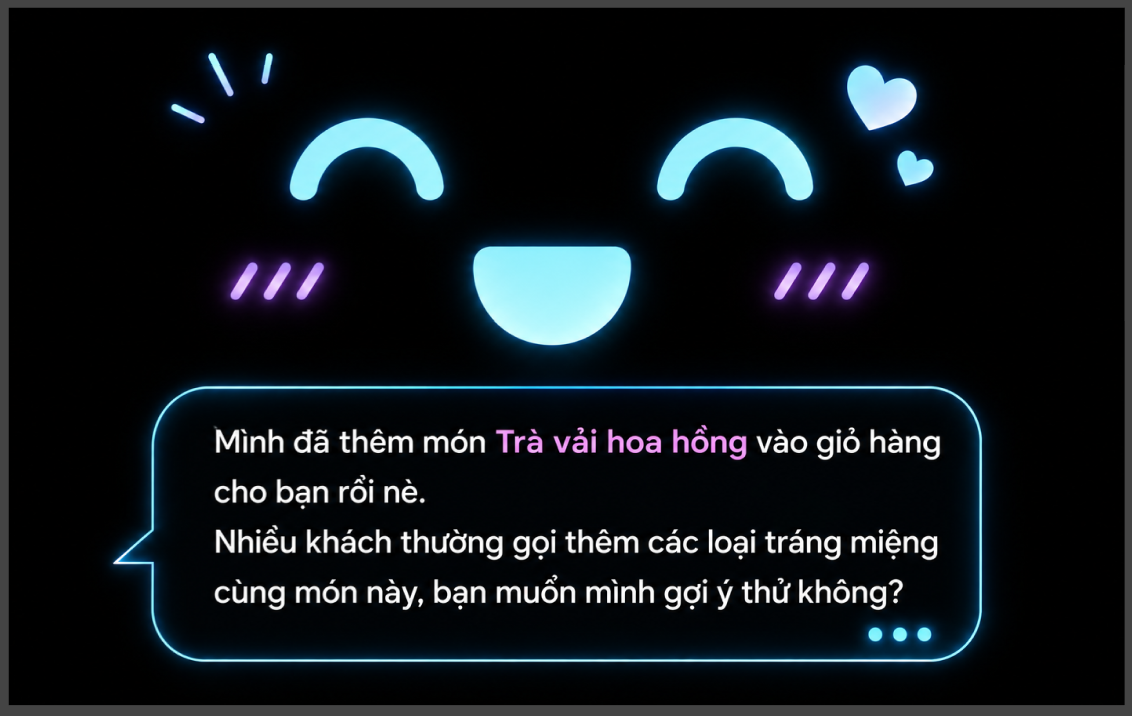 Mình đã thêm món Trà vải hoa hồng vào giỏ hàng
cho bạn rồi nè.
Nhiều khách thường gọi thêm các loại tráng miệng
cùng món này, bạn muốn mình gợi ý thử không?